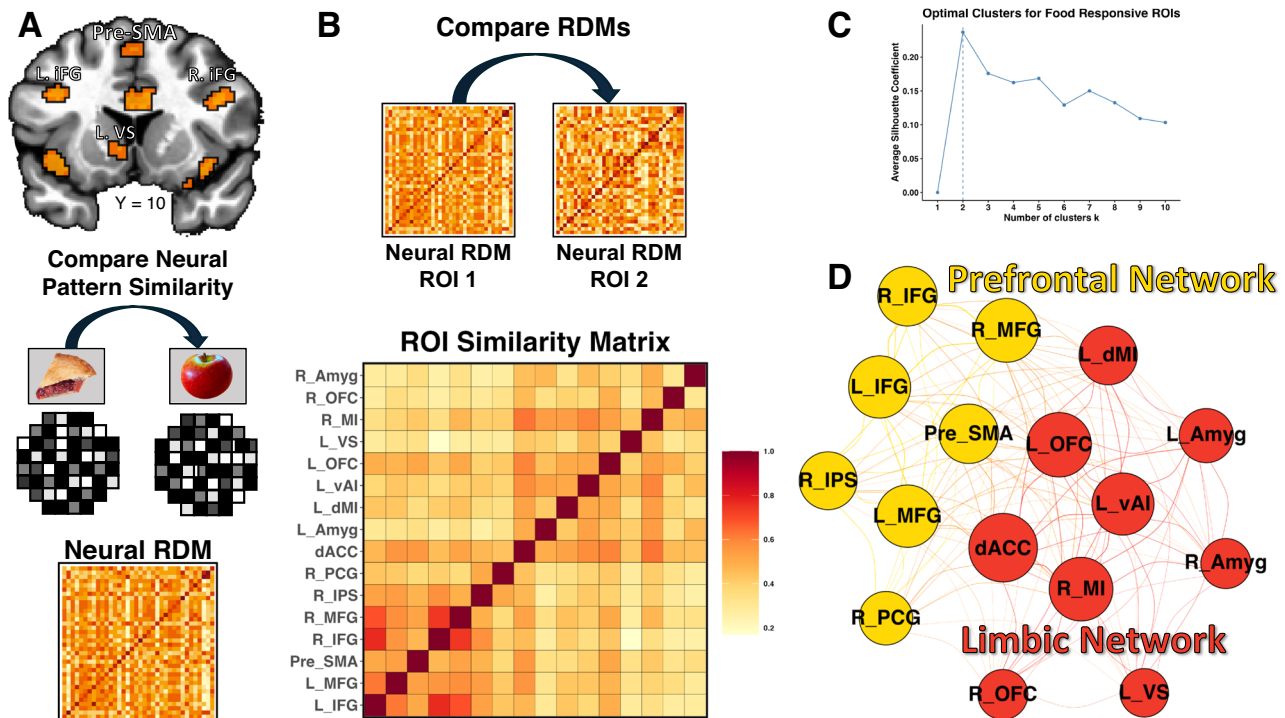 A
Pre-SMA
L. iFG
R. iFG
L. VS
Y = 10
Compare Neural
Pattern Similarity
Neural RDM
B
Compare RDMs
Neural RDM
ROI 1
Neural RDM
ROI 2
ROI Similarity Matrix
R_Amyg
R_OFC
R_MI
L_VS
L_OFC
L_vAI
L_dMI
L_Amyg
dACC
R_PCG
R_IPS
R_MFG
R_IFG
Pre_SMA
L_MFG
L_IFG
1.0
0.8
0.6
0.4
0.2
C
Optimal Clusters for Food Responsive ROIs
Average Silhouette Coefficient
0.20
0.15
0.10
0.05
0.00
1 2 3 4 5 6 7 8 9 10
Number of clusters k
D
Prefrontal Network
R_IFG
R_MFG
L_dMI
L_IFG
Pre_SMA
L_OFC
L_Amyg
R_IPS
L_MFG
L_vAI
dACC
R_Amyg
R_MI
R_PCG
Limbic Network
R_OFC
L_VS